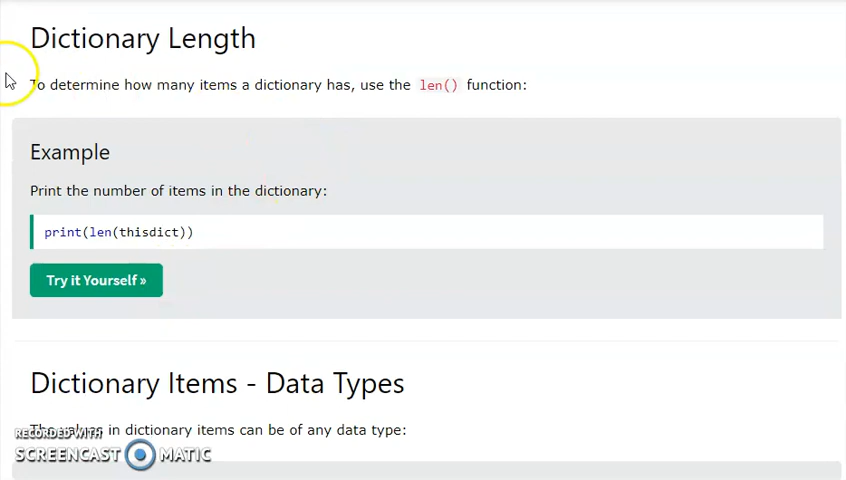 Dictionary Length
To determine how many items a dictionary has, use the len() function:
Example
Print the number of items in the dictionary:
print(len(thisdict))
Try it Yourself »
Dictionary Items - Data Types
The values in dictionary items can be of any data type:
RECORDED WITH
SCREENCAST MATIC